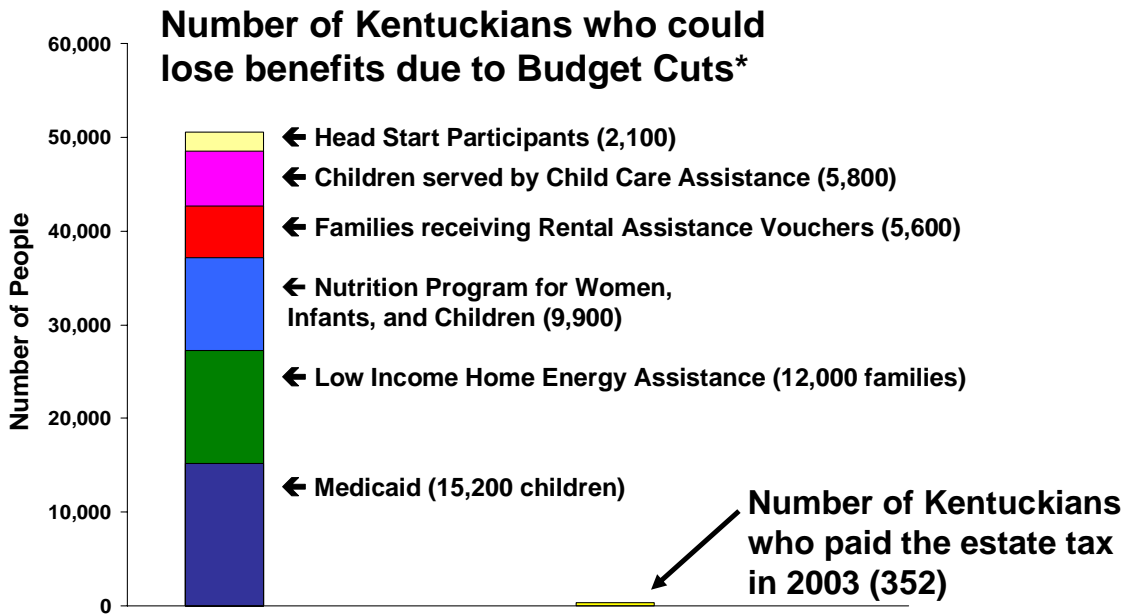 Number of Kentuckians who could
lose benefits due to Budget Cuts*
60,000
50,000
40,000
30,000
20,000
10,000
0
Number of People
← Head Start Participants (2,100)
← Children served by Child Care Assistance (5,800)
← Families receiving Rental Assistance Vouchers (5,600)
← Nutrition Program for Women,
Infants, and Children (9,900)
← Low Income Home Energy Assistance (12,000 families)
← Medicaid (15,200 children)
Number of Kentuckians
who paid the estate tax
in 2003 (352)